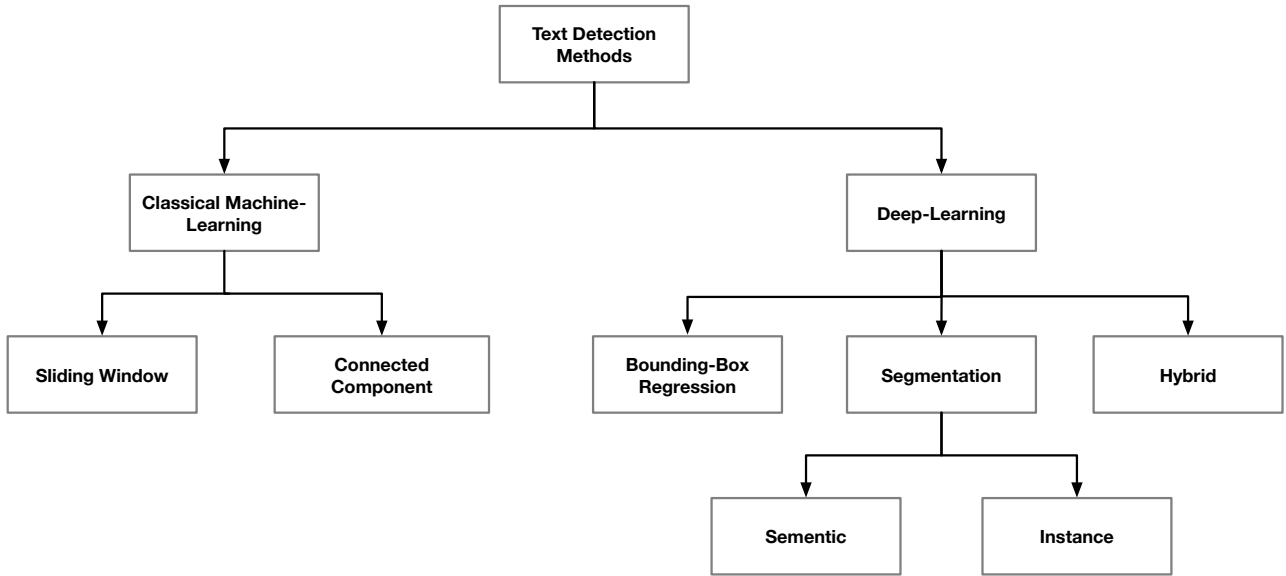 Text Detection
Methods
Classical Machine-
Learning
Deep-Learning
Sliding Window
Connected
Component
Bounding-Box
Regression
Segmentation
Hybrid
Sementic
Instance